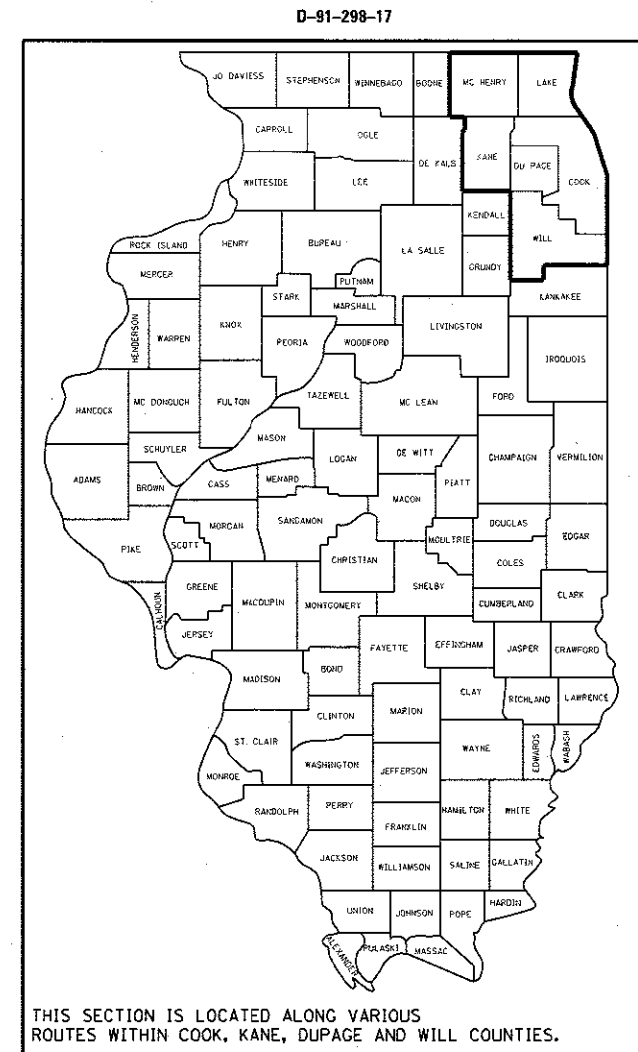 D-91-298-17
JO DAVIESS
STEPHENSON
WINNEBAGO
BOONE
MC HENRY
LAKE
CARROLL
OGLE
DE KALB
KANE
DU PAGE
COOK
WHITESIDE
LEE
KENDALL
WILL
ROCK ISLAND
HENRY
BUREAU
LA SALLE
GRUNDY
MERCER
PUTNAM
KANKAKEE
STARK
MARSHALL
HENDERSON
WARREN
KNOX
PEORIA
WOODFORD
LIVINGSTON
IROQUOIS
HANCOCK
MC DONOUGH
FULTON
TAZEWELL
MC LEAN
FORD
MASON
SCHUYLER
LOGAN
DE WITT
CHAMPAIGN
VERMILION
ADAMS
BROWN
CASS
MENARD
PIATT
MACON
MORGAN
SANGAMON
DOUGLAS
PIKE
SCOTT
CHRISTIAN
MOULTRIE
EDGAR
COLES
SHELBY
GREENE
MACOUPIN
MONTGOMERY
CUMBERLAND
CLARK
CALHOUN
JERSEY
FAYETTE
EFFINGHAM
JASPER
CRAWFORD
MADISON
BOND
CLAY
RICHLAND
LAWRENCE
CLINTON
MARION
ST. CLAIR
WAYNE
EDWARDS
WABASH
WASHINGTON
JEFFERSON
MONROE
RANDOLPH
PERRY
HAMILTON
WHITE
FRANKLIN
JACKSON
WILLIAMSON
SALINE
GALLATIN
UNION
JOHNSON
POPE
HARDIN
ALEXANDER
PULASKI
MASSAC
THIS SECTION IS LOCATED ALONG VARIOUS
ROUTES WITHIN COOK, KANE, DUPAGE AND WILL COUNTIES.